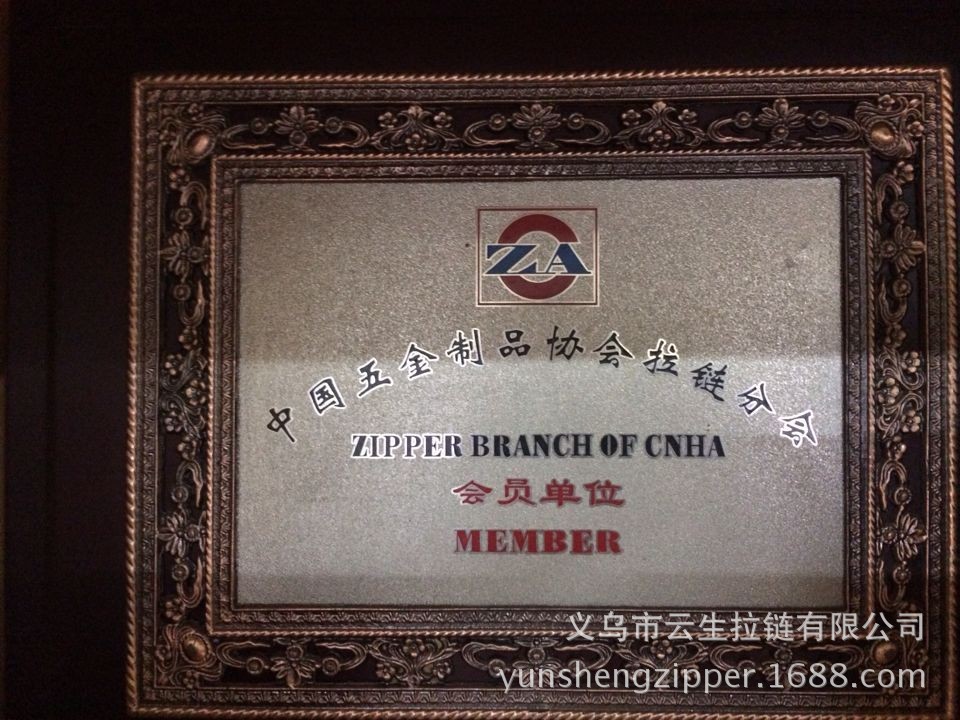 ZA
中国五金制品协会拉链分会
ZIPPER BRANCH OF CNHA
会员单位
MEMBER
义乌市云生拉链有限公司
yunshengzipper.1688.com